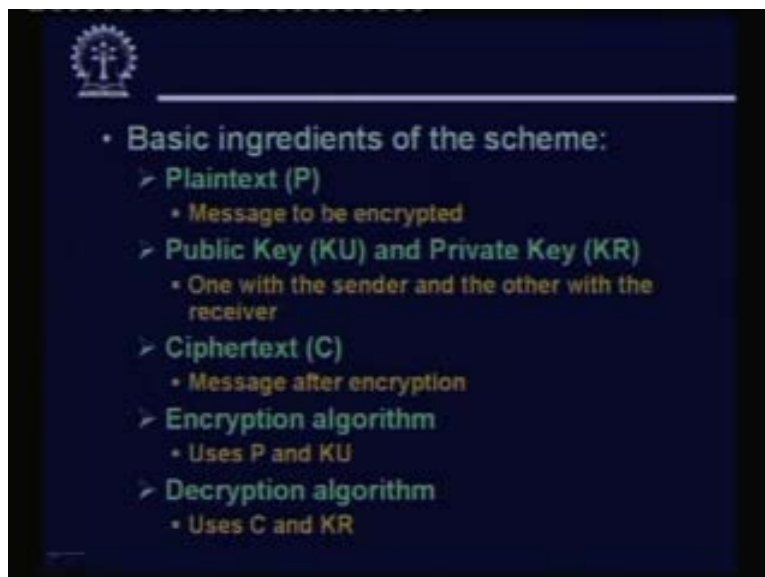 • Basic ingredients of the scheme:
➢ Plaintext (P)
▪ Message to be encrypted
➢ Public Key (KU) and Private Key (KR)
▪ One with the sender and the other with the
receiver
➢ Ciphertext (C)
▪ Message after encryption
➢ Encryption algorithm
▪ Uses P and KU
➢ Decryption algorithm
▪ Uses C and KR